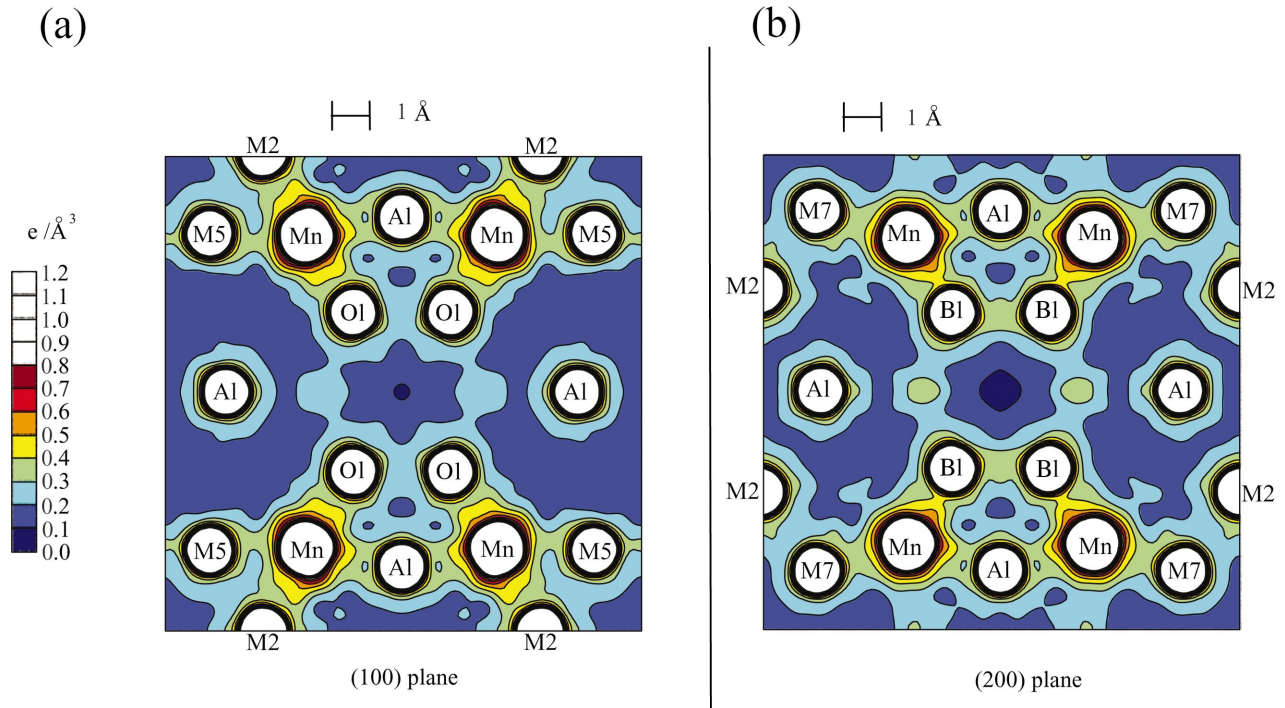 (a)
(b)
1 Å
1 Å
M2 M2
M5 Mn Al Mn M5
Ol Ol
Al Al
Ol Ol
M5 Mn Al Mn M5
M2 M2
(100) plane
e /Å³
1.2
1.1
1.0
0.9
0.8
0.7
0.6
0.5
0.4
0.3
0.2
0.1
0.0
M7 Mn Al Mn M7
M2 M2
Bl Bl
Al Al
Bl Bl
M2 M2
M7 Mn Al Mn M7
(200) plane